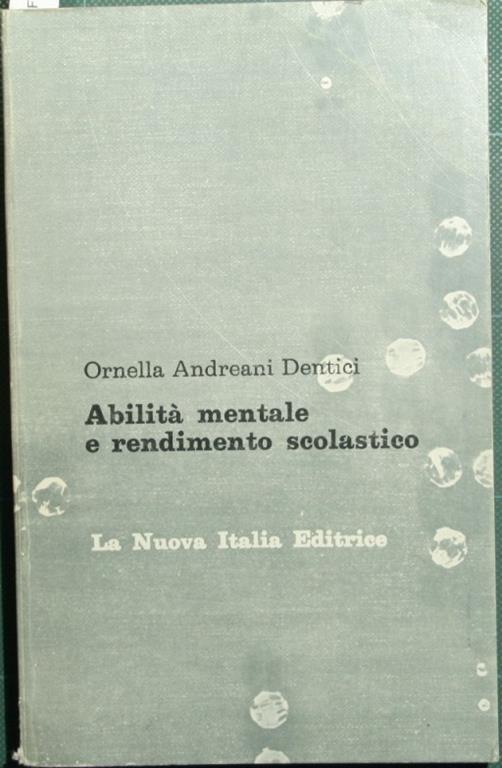 Ornella Andreani Dentici
Abilità mentale
e rendimento scolastico
La Nuova Italia Editrice